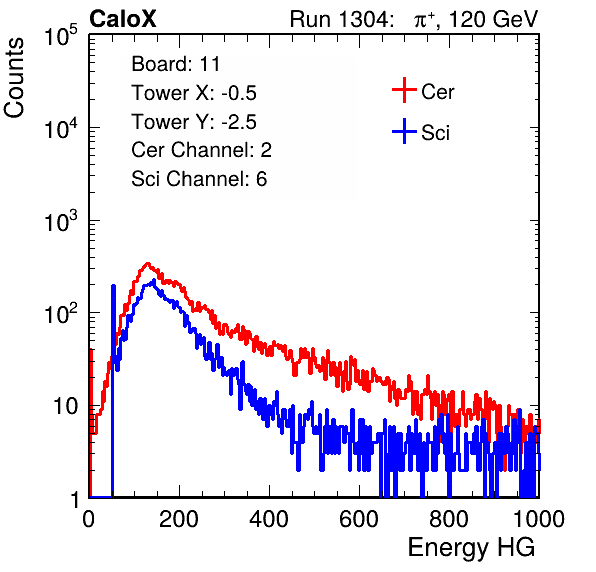 CaloX Run 1304: π⁺, 120 GeV
Board: 11
Tower X: -0.5
Tower Y: -2.5
Cer Channel: 2
Sci Channel: 6
Cer
Sci
Counts
10⁵
10⁴
10³
10²
10
1
0 200 400 600 800 1000
Energy HG